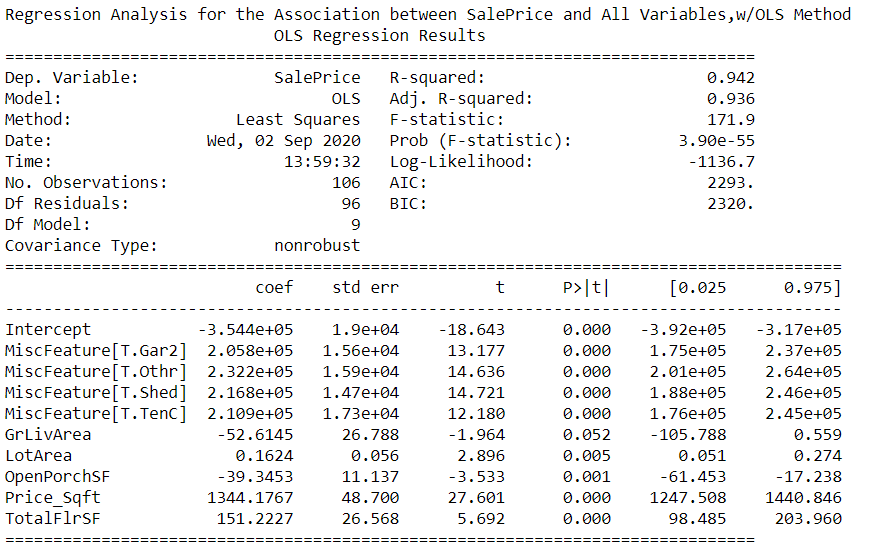 Regression Analysis for the Association between SalePrice and All Variables,w/OLS Method
OLS Regression Results
==============================================================================
Dep. Variable:              SalePrice   R-squared:                       0.942
Model:                            OLS   Adj. R-squared:                  0.936
Method:                 Least Squares   F-statistic:                     171.9
Date:                Wed, 02 Sep 2020   Prob (F-statistic):           3.90e-55
Time:                        13:59:32   Log-Likelihood:                -1136.7
No. Observations:                 106   AIC:                             2293.
Df Residuals:                      96   BIC:                             2320.
Df Model:                           9
Covariance Type:            nonrobust
=======================================================================================
                          coef    std err          t      P>|t|      [0.025      0.975]
---------------------------------------------------------------------------------------
Intercept           -3.544e+05    1.9e+04    -18.643      0.000   -3.92e+05   -3.17e+05
MiscFeature[T.Gar2]  2.058e+05   1.56e+04     13.177      0.000    1.75e+05    2.37e+05
MiscFeature[T.Othr]  2.322e+05   1.59e+04     14.636      0.000    2.01e+05    2.64e+05
MiscFeature[T.Shed]  2.168e+05   1.47e+04     14.721      0.000    1.88e+05    2.46e+05
MiscFeature[T.TenC]  2.109e+05   1.73e+04     12.180      0.000    1.76e+05    2.45e+05
GrLivArea             -52.6145     26.788     -1.964      0.052    -105.788       0.559
LotArea                 0.1624      0.056      2.896      0.005       0.051       0.274
OpenPorchSF           -39.3453     11.137     -3.533      0.001     -61.453     -17.238
Price_Sqft           1344.1767     48.700     27.601      0.000    1247.508    1440.846
TotalFlrSF            151.2227     26.568      5.692      0.000      98.485     203.960
==============================================================================